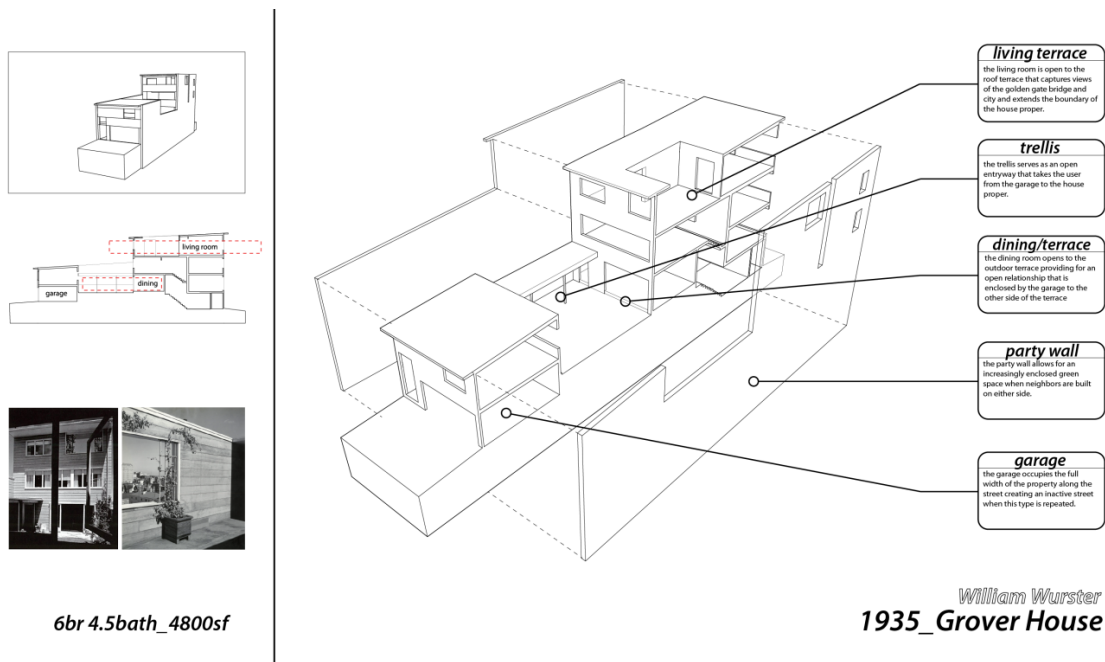 living room
dining
garage
6br 4.5bath_4800sf
living terrace
the living room is open to the
roof terrace that captures views
of the golden gate bridge and
city and extends the boundary of
the house proper.
trellis
the trellis serves as an open
entryway that takes the user
from the garage to the house
proper.
dining/terrace
the dining room opens to the
outdoor terrace providing for an
open relationship that is
enclosed by the garage to the
other side of the terrace
party wall
the party wall allows for an
increasingly enclosed green
space when neighbors are built
on either side.
garage
the garage occupies the full
width of the property along the
street creating an inactive street
when this type is repeated.
William Wurster
1935_Grover House